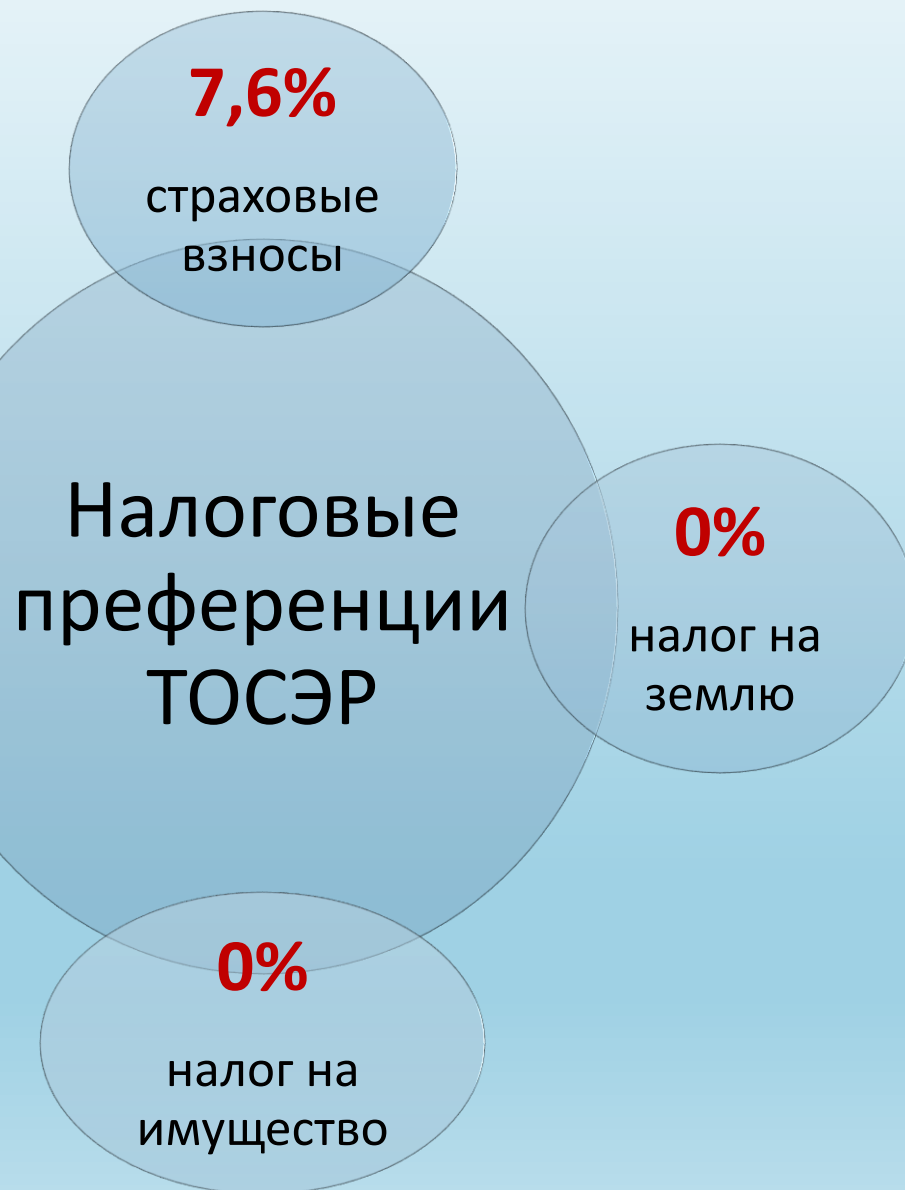 7,6%
страховые
взносы
Налоговые
преференции
ТОСЭР
0%
налог на
землю
0%
налог на
имущество